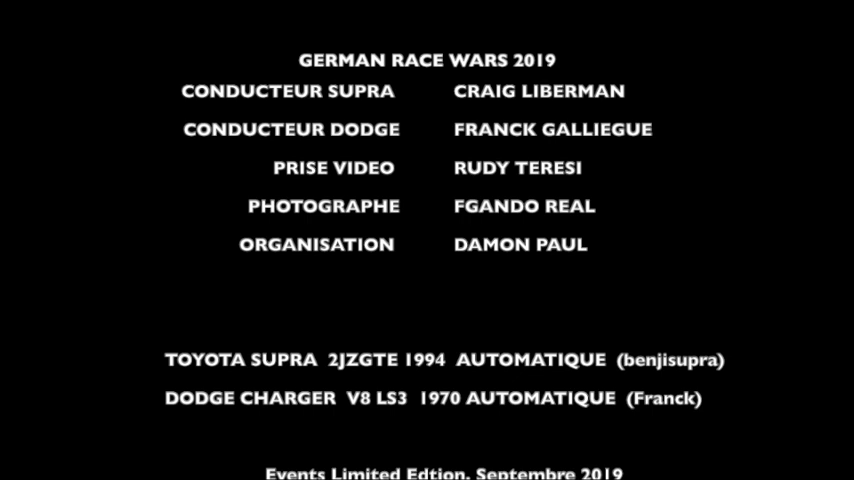 GERMAN RACE WARS 2019
CONDUCTEUR SUPRA CRAIG LIBERMAN
CONDUCTEUR DODGE FRANCK GALLIEGUE
PRISE VIDEO RUDY TERESI
PHOTOGRAPHE FGANDO REAL
ORGANISATION DAMON PAUL
TOYOTA SUPRA 2JZGTE 1994 AUTOMATIQUE (benjisupra)
DODGE CHARGER V8 LS3 1970 AUTOMATIQUE (Franck)
Events Limited Edtion, Septembre 2019